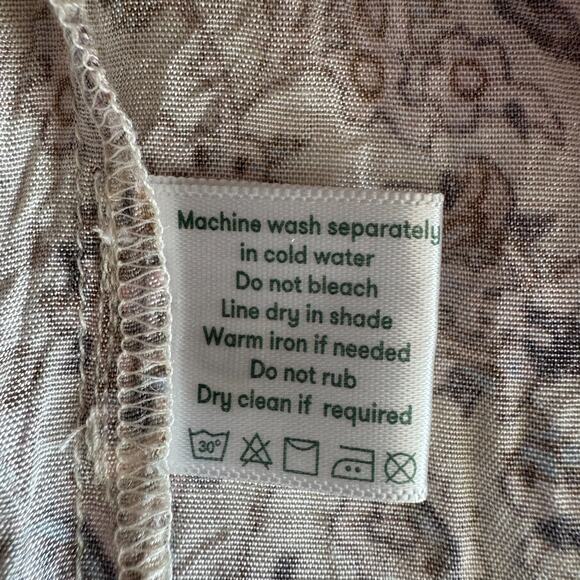 Machine wash separately
in cold water
Do not bleach
Line dry in shade
Warm iron if needed
Do not rub
Dry clean if required
30°